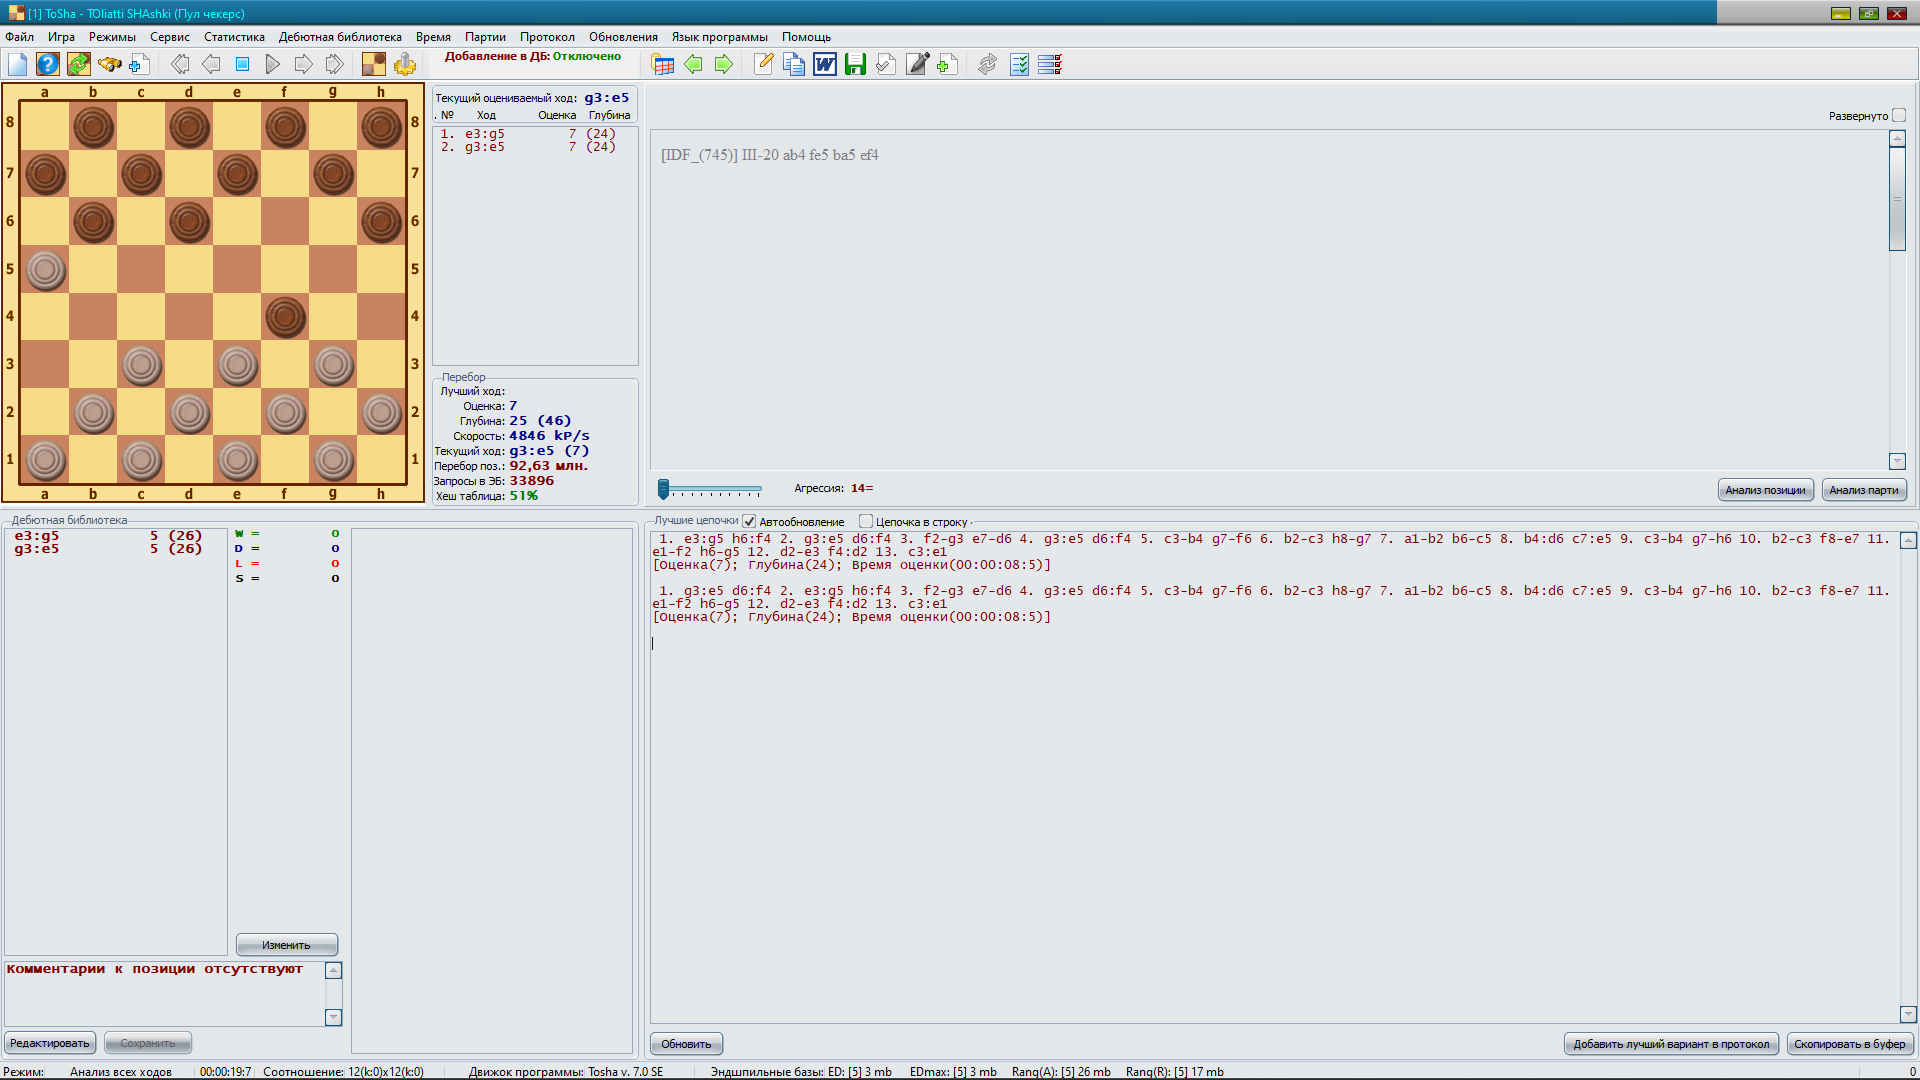 [1] ToSha - TOliatti SHAshki (Пул чекерс)
Файл Игра Режимы Сервис Статистика Дебютная библиотека Время Партии Протокол Обновления Язык программы Помощь
Добавление в ДБ: Отключено
a b c d e f g h
8 8
7 7
6 6
5 5
4 4
3 3
2 2
1 1
a b c d e f g h
Текущий оцениваемый ход: g3:e5
. № Ход Оценка Глубина
1. e3:g5 7 (24)
2. g3:e5 7 (24)
Перебор
Лучший ход:
Оценка: 7
Глубина: 25 (46)
Скорость: 4846 kP/s
Текущий ход: g3:e5 (7)
Перебор поз.: 92,63 млн.
Запросы в ЭБ: 33896
Хеш таблица: 51%
Развернуто
[IDF_(745)] III-20 ab4 fe5 ba5 ef4
Агрессия: 14=
Анализ позиции Анализ парти
Дебютная библиотека
e3:g5 5 (26)
g3:e5 5 (26)
W = 0
D = 0
L = 0
S = 0
Изменить
Комментарии к позиции отсутствуют
Редактировать Сохранить
Лучшие цепочки Автообновление Цепочка в строку
1. e3:g5 h6:f4 2. g3:e5 d6:f4 3. f2-g3 e7-d6 4. g3:e5 d6:f4 5. c3-b4 g7-f6 6. b2-c3 h8-g7 7. a1-b2 b6-c5 8. b4:d6 c7:e5 9. c3-b4 g7-h6 10. b2-c3 f8-e7 11.
e1-f2 h6-g5 12. d2-e3 f4:d2 13. c3:e1
[Оценка(7); Глубина(24); Время оценки(00:00:08:5)]
1. g3:e5 d6:f4 2. e3:g5 h6:f4 3. f2-g3 e7-d6 4. g3:e5 d6:f4 5. c3-b4 g7-f6 6. b2-c3 h8-g7 7. a1-b2 b6-c5 8. b4:d6 c7:e5 9. c3-b4 g7-h6 10. b2-c3 f8-e7 11.
e1-f2 h6-g5 12. d2-e3 f4:d2 13. c3:e1
[Оценка(7); Глубина(24); Время оценки(00:00:08:5)]
Обновить Добавить лучший вариант в протокол Скопировать в буфер
Режим: Анализ всех ходов 00:00:19:7 Соотношение: 12(k:0)x12(k:0) Движок программы: Tosha v. 7.0 SE Эндшпильные базы: ED: [5] 3 mb EDmax: [5] 3 mb Rang(A): [5] 26 mb Rang(R): [5] 17 mb 0